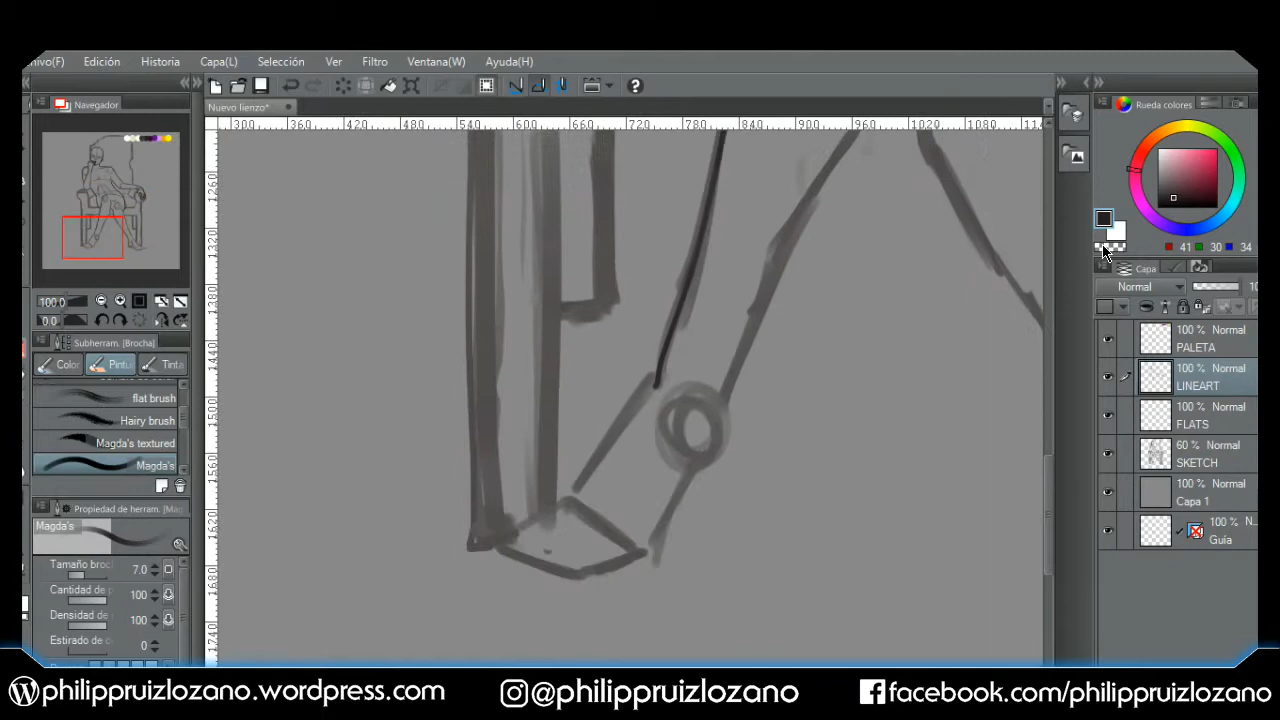 hivo(F) Edición Historia Capa(L) Selección Ver Filtro Ventana(W) Ayuda(H)
Navegador
Nuevo lienzo*
Rueda colores
300 360 420 480 540 600 660 720 780 840 900 960 1020 1080
1260
1320
1380
1440
1500
1560
1620
1680
1740
41 30 34
100.0
0.0
Subherram. (Brocha)
Color Pintu Tinta
flat brush
Hairy brush
Magda's textured
Magda's
Propiedad de herram. [Mag
Magda's
Tamaño broc 7.0
Cantidad de p 100
Densidad de 100
Estirado de c 0
Capa
Normal 10
100% Normal
PALETA
100% Normal
LINEART
100% Normal
FLATS
60% Normal
SKETCH
100% Normal
Capa 1
100% N..
Guía
philippruizlozano.wordpress.com @philippruizlozano facebook.com/philippruizlozano